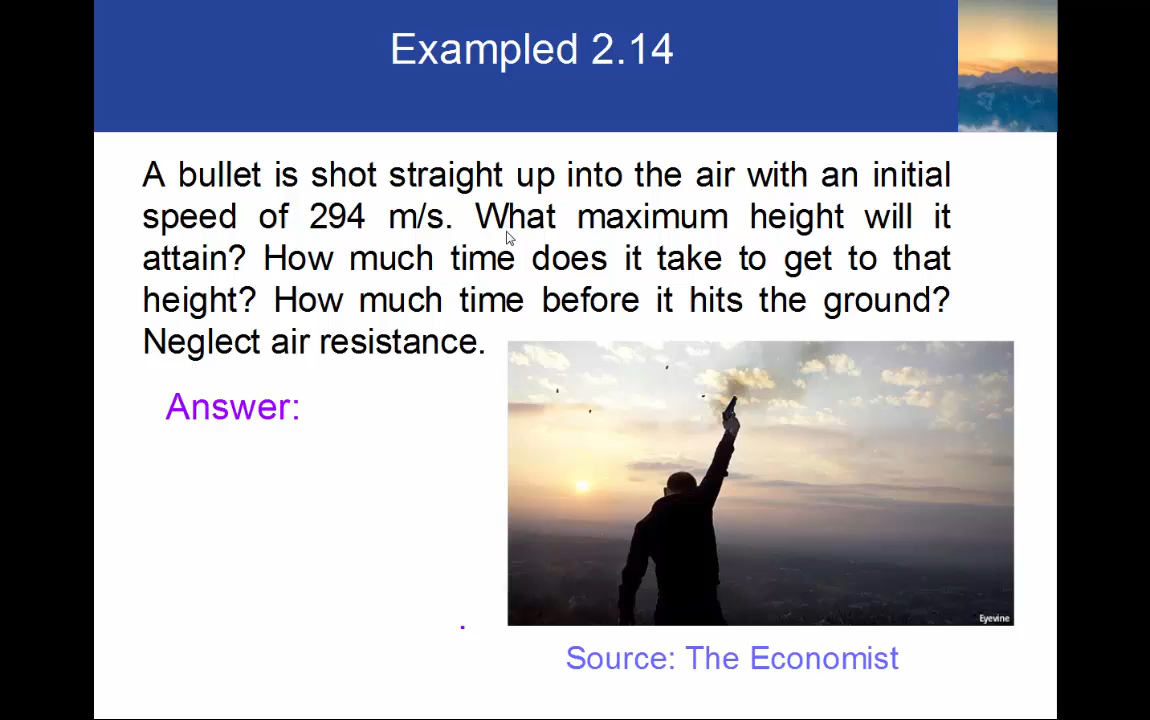 Exampled 2.14
A bullet is shot straight up into the air with an initial
speed of 294 m/s. What maximum height will it
attain? How much time does it take to get to that
height? How much time before it hits the ground?
Neglect air resistance.
Answer:
.
Eyevine
Source: The Economist